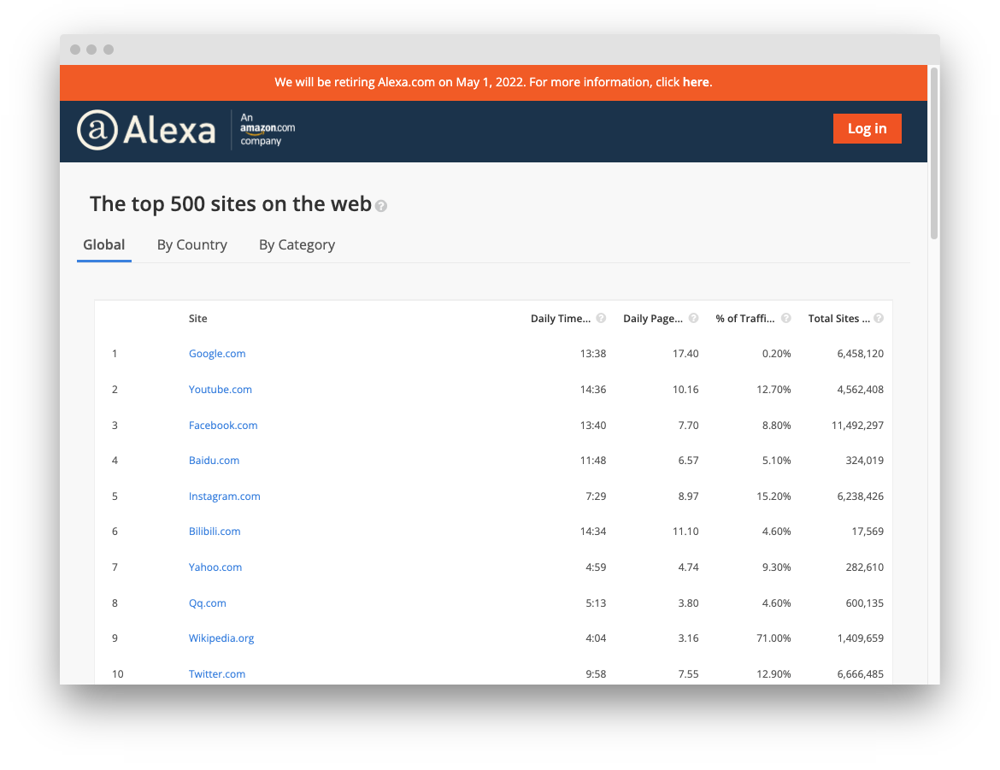 We will be retiring Alexa.com on May 1, 2022. For more information, click here.
a Alexa
An
amazon.com
company
Log in
The top 500 sites on the web ?
Global By Country By Category
Site Daily Time... ? Daily Page... ? % of Traffi... ? Total Sites ... ?
1 Google.com 13:38 17.40 0.20% 6,458,120
2 Youtube.com 14:36 10.16 12.70% 4,562,408
3 Facebook.com 13:40 7.70 8.80% 11,492,297
4 Baidu.com 11:48 6.57 5.10% 324,019
5 Instagram.com 7:29 8.97 15.20% 6,238,426
6 Bilibili.com 14:34 11.10 4.60% 17,569
7 Yahoo.com 4:59 4.74 9.30% 282,610
8 Qq.com 5:13 3.80 4.60% 600,135
9 Wikipedia.org 4:04 3.16 71.00% 1,409,659
10 Twitter.com 9:58 7.55 12.90% 6,666,485